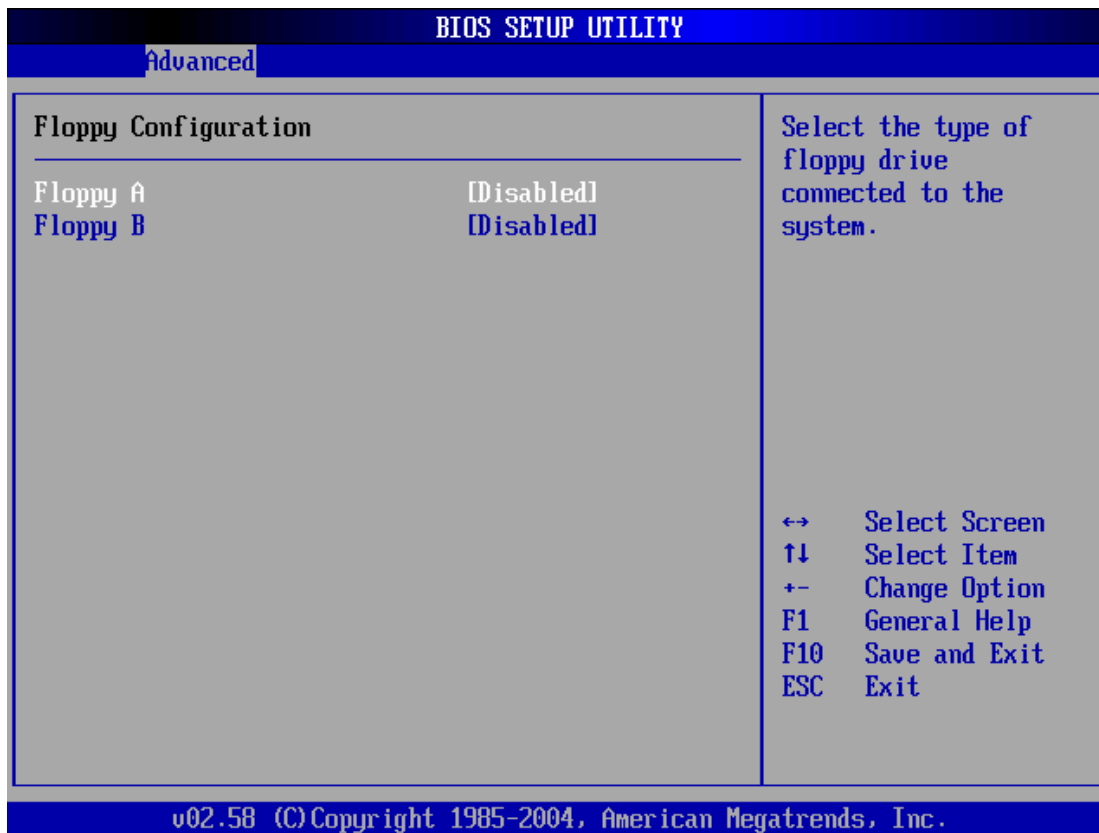 BIOS SETUP UTILITY
Advanced
Floppy Configuration
Floppy A [Disabled]
Floppy B [Disabled]
Select the type of
floppy drive
connected to the
system.
←→ Select Screen
↑↓ Select Item
+- Change Option
F1 General Help
F10 Save and Exit
ESC Exit
v02.58 (C)Copyright 1985-2004, American Megatrends, Inc.